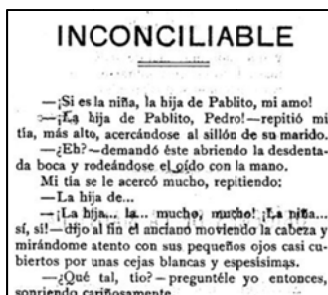 INCONCILIABLE
—¡Si es la niña, la hija de Pablito, mi amo!
—¡La hija de Pablito, Pedro!—repitió mi
tía, más alto, acercándose al sillón de su marido.
—¿Eh?—demandó éste abriendo la desdenta-
da boca y rodeándose el oído con la mano.
Mi tía se le acercó mucho, repitiendo:
—La hija de...
—¡La hija... la... mucho, mucho! ¡La niña...
sí, si!—dijo al fin el anciano moviendo la cabeza y
mirándome atento con sus pequeños ojos casi cu-
biertos por unas cejas blancas y espesísimas.
—¿Qué tal, tío?—preguntéle yo entonces,
sonriendo cariñosamente